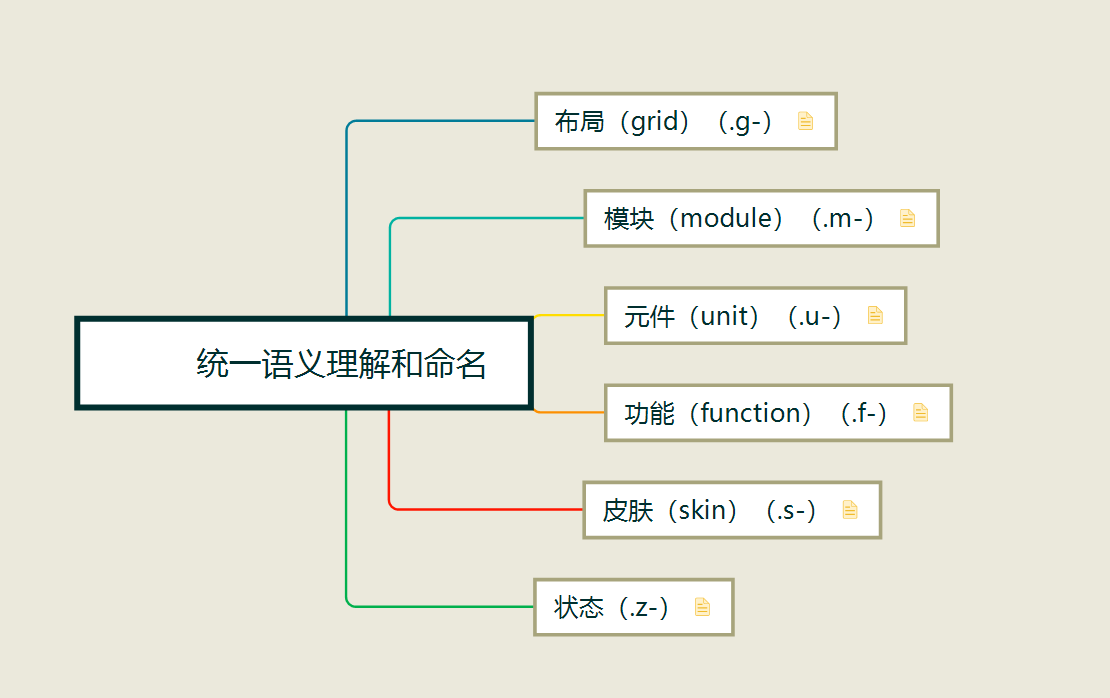 布局（grid）（.g-）
模块（module）（.m-）
元件（unit）（.u-）
统一语义理解和命名
功能（function）（.f-）
皮肤（skin）（.s-）
状态（.z-）